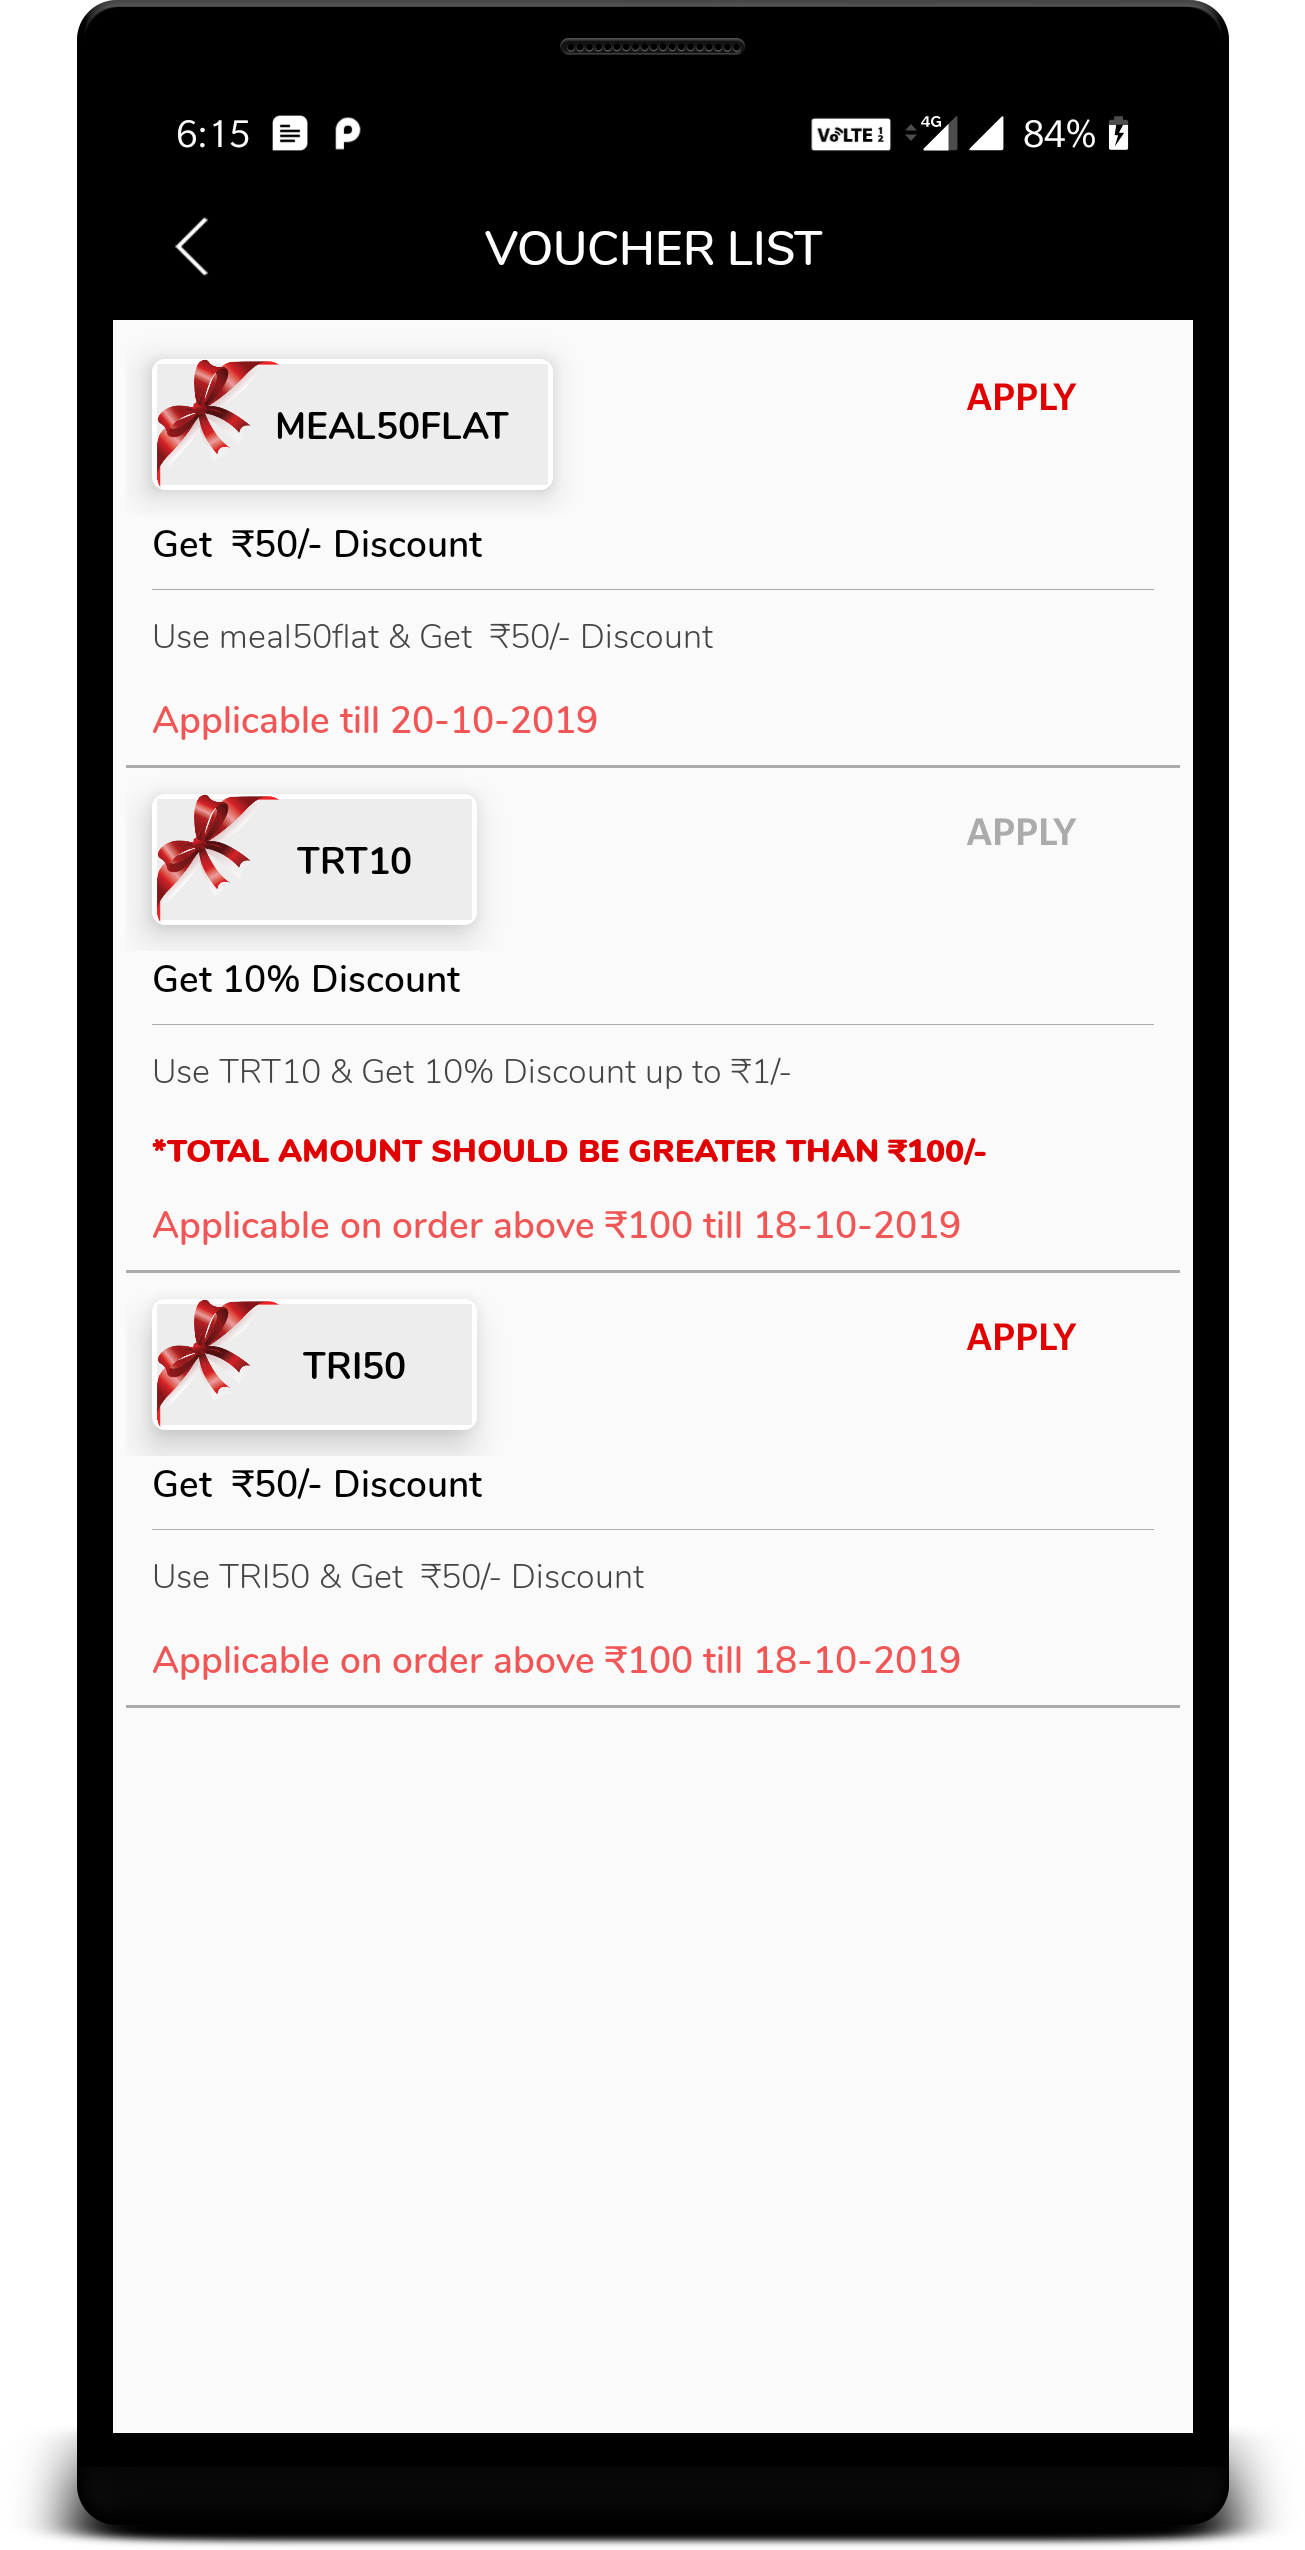 6:15
VoLTE 1 2 4G 84%
VOUCHER LIST
MEAL50FLAT
APPLY
Get ₹50/- Discount
Use meal50flat & Get ₹50/- Discount
Applicable till 20-10-2019
TRT10
APPLY
Get 10% Discount
Use TRT10 & Get 10% Discount up to ₹1/-
*TOTAL AMOUNT SHOULD BE GREATER THAN ₹100/-
Applicable on order above ₹100 till 18-10-2019
TRI50
APPLY
Get ₹50/- Discount
Use TRI50 & Get ₹50/- Discount
Applicable on order above ₹100 till 18-10-2019